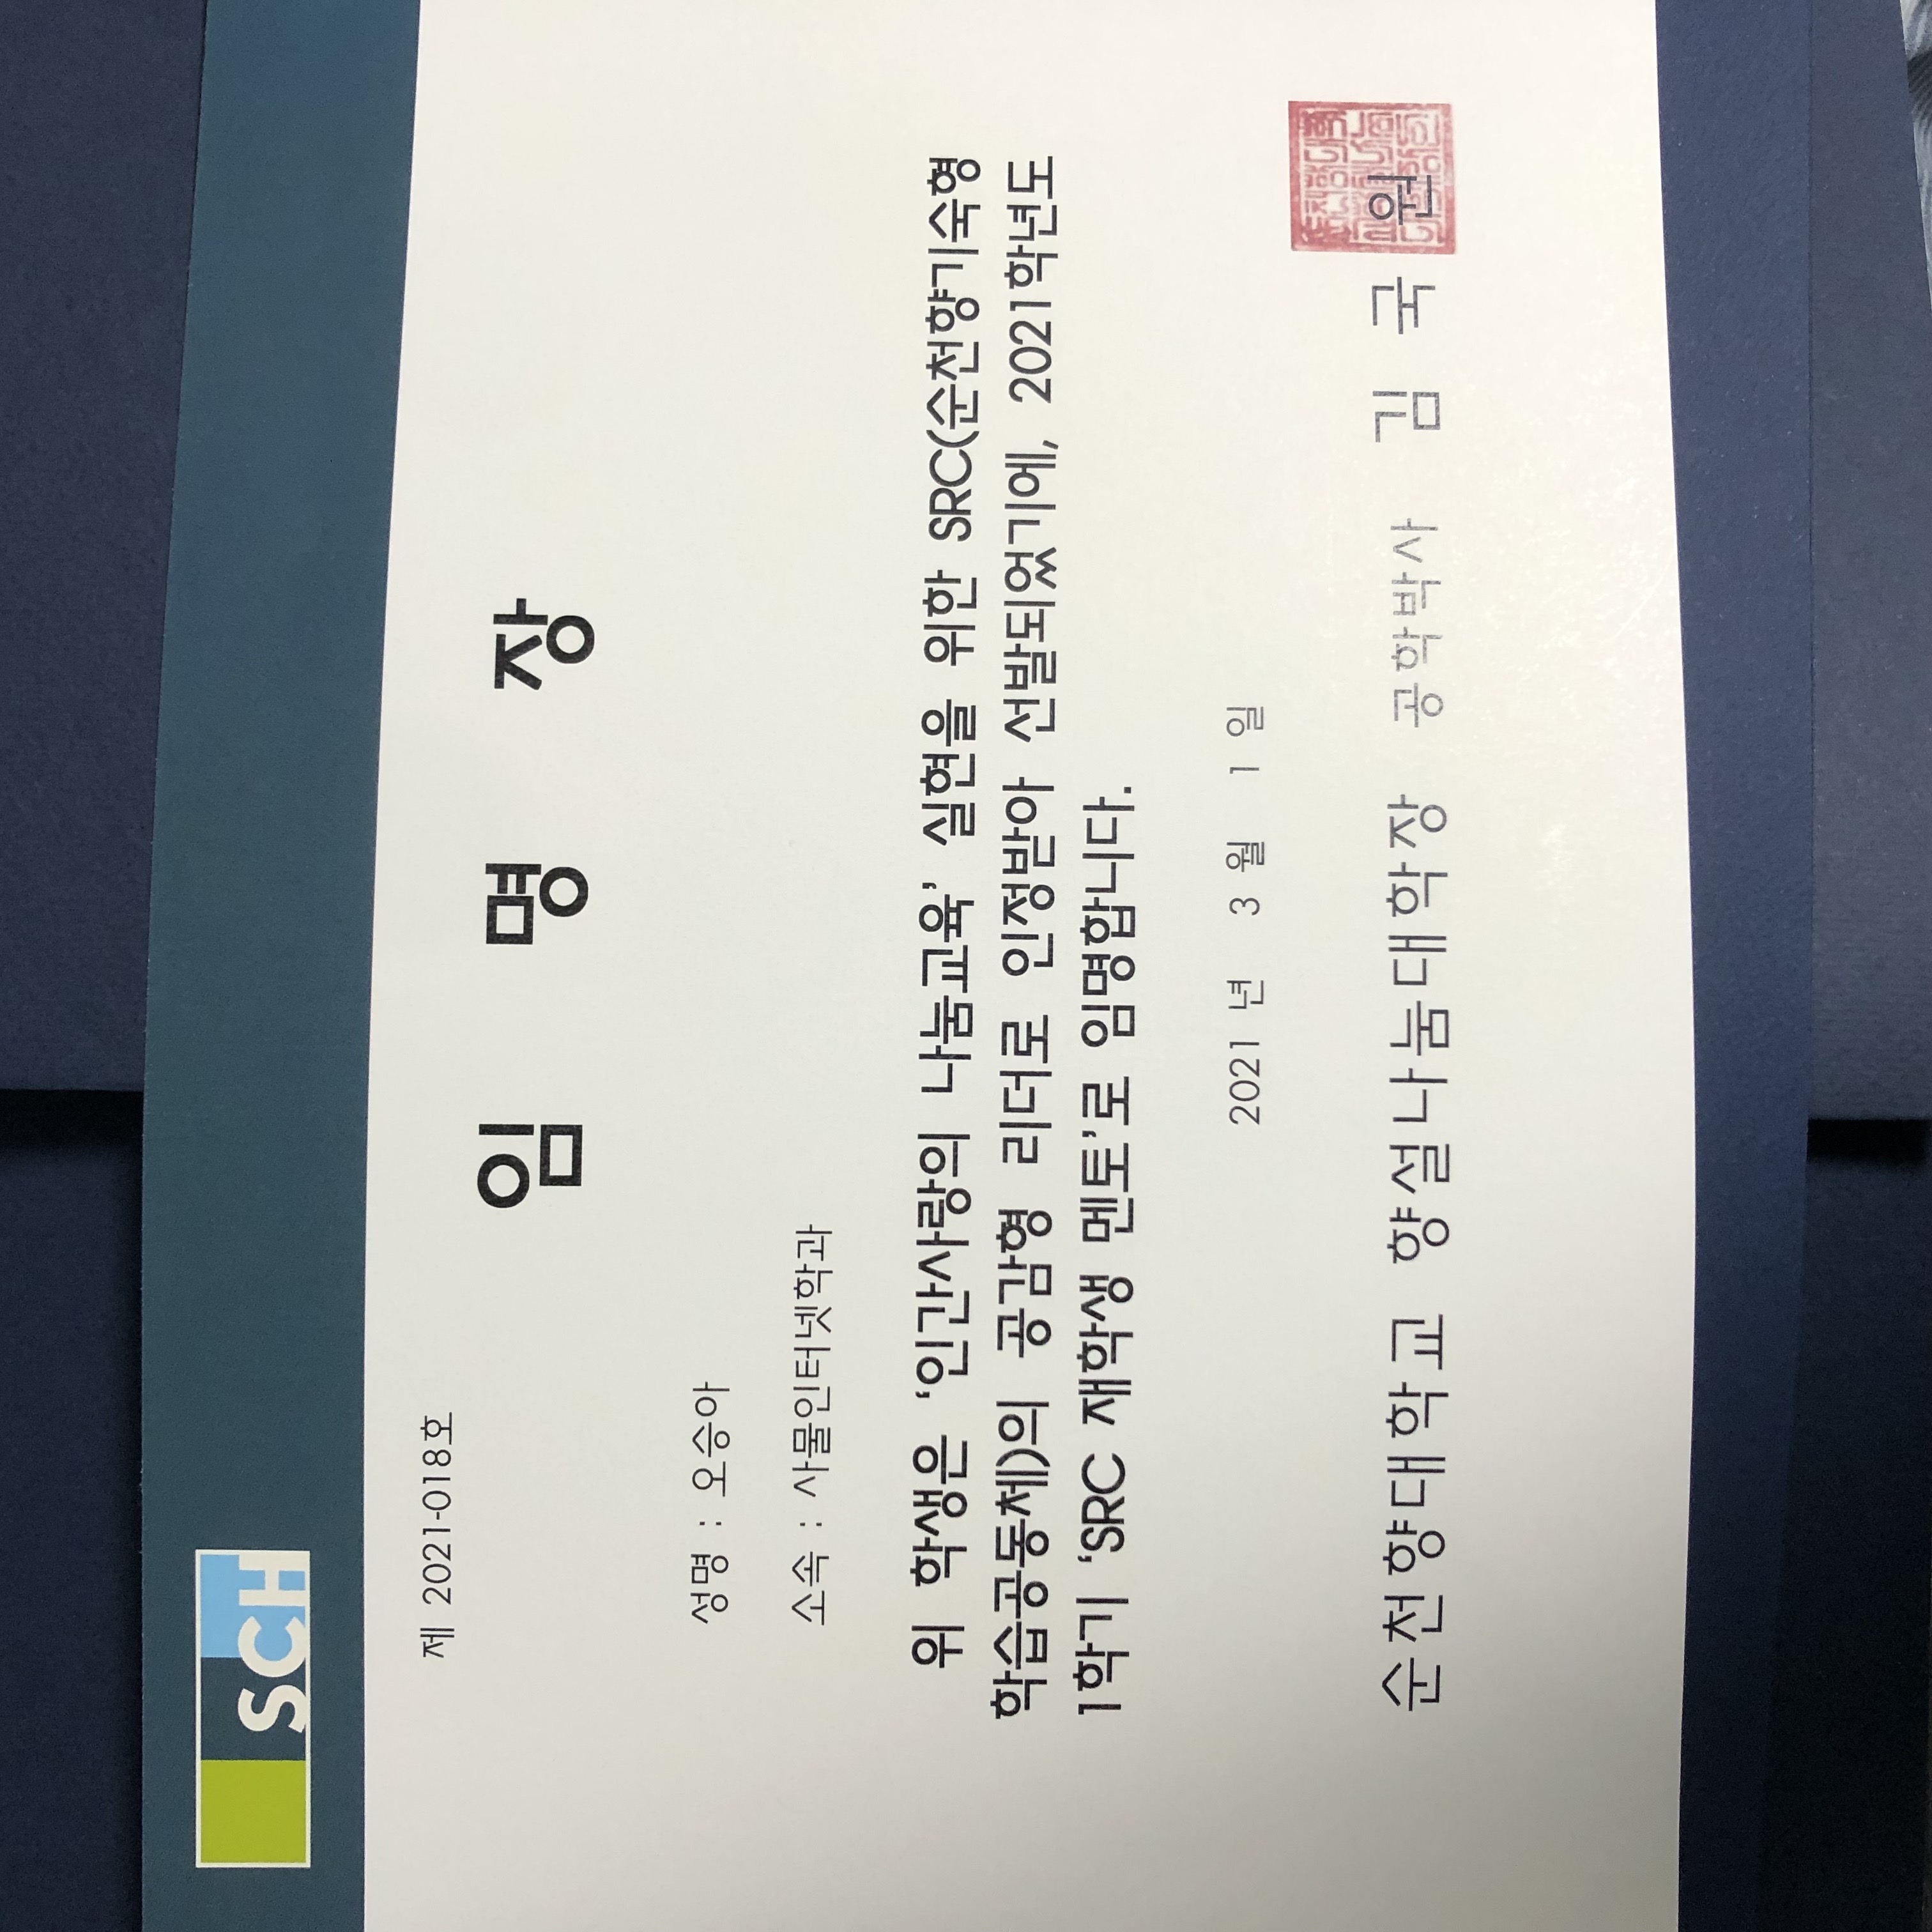 SCH
제 2021-018호
임 명 장
성명 : 오승아
소속 : 사물인터넷학과
위 학생은 ‘인간사랑의 나눔교육’ 실현을 위한 SRC(순천향기숙형
학습공동체)의 공감형 리더로 인정받아 선발되었기에, 2021학년도
1학기 ‘SRC 재학생 멘토’로 임명합니다.
2021 년 3 월 1 일
순천향대학교 향설나눔대학장 공학박사 김 국 원